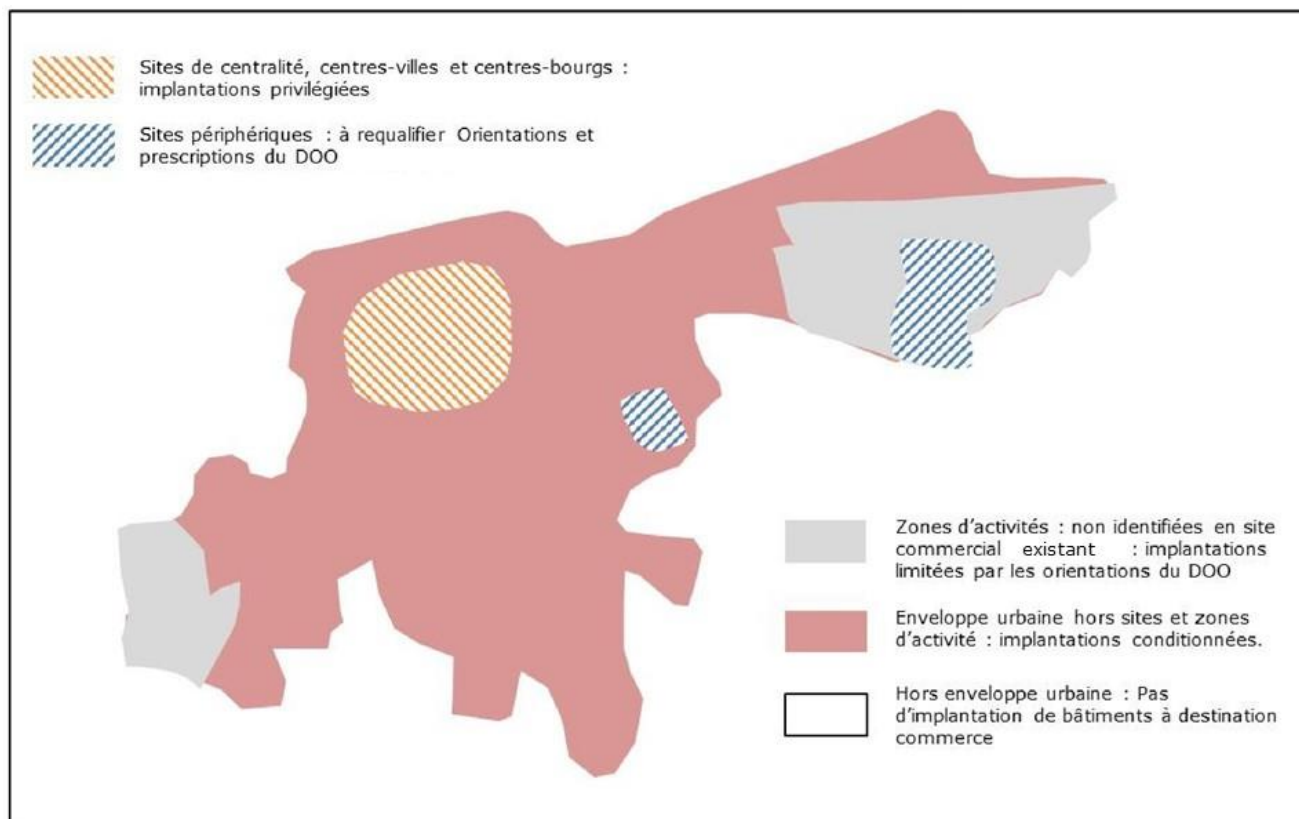 Sites de centralité, centres-villes et centres-bourgs :
implantations privilégiées
Sites périphériques : à requalifier Orientations et
prescriptions du DOO
Zones d'activités : non identifiées en site
commercial existant : implantations
limitées par les orientations du DOO
Enveloppe urbaine hors sites et zones
d'activité : implantations conditionnées.
Hors enveloppe urbaine : Pas
d'implantation de bâtiments à destination
commerce